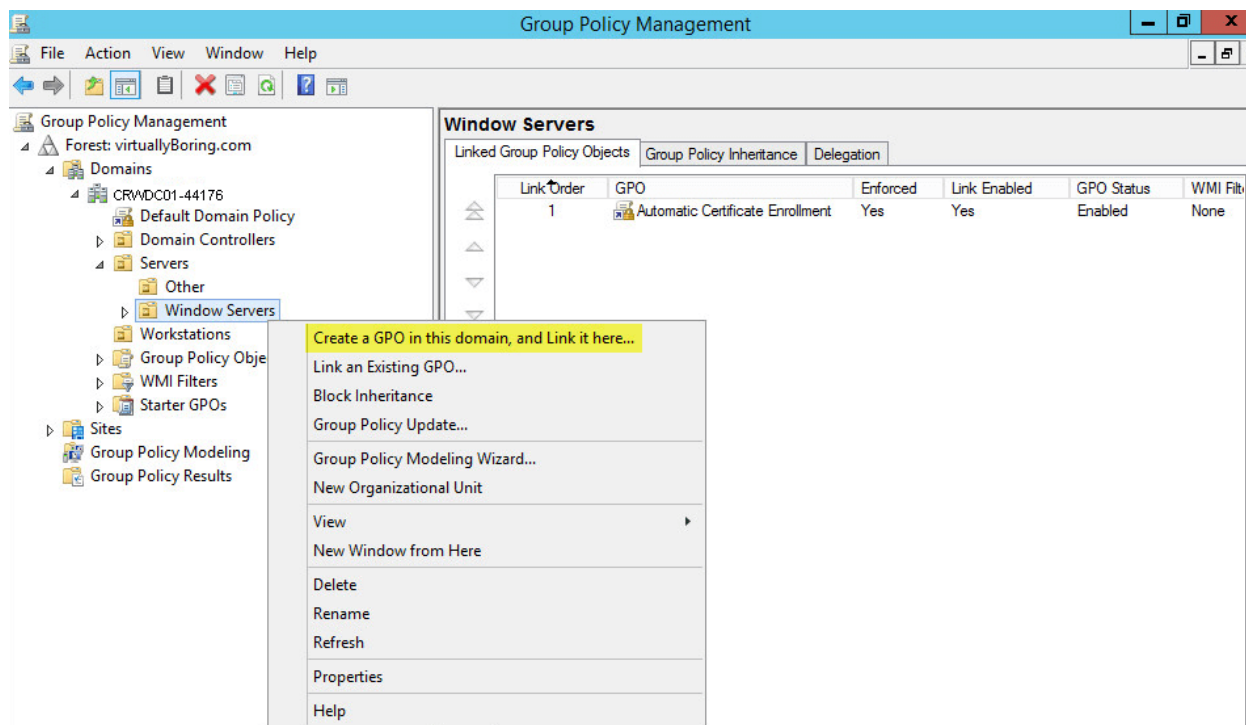 Group Policy Management
File Action View Window Help
Group Policy Management
Forest: virtuallyBoring.com
Domains
CRWDC01-44176
Default Domain Policy
Domain Controllers
Servers
Other
Window Servers
Workstations
Group Policy Obje
WMI Filters
Starter GPOs
Sites
Group Policy Modeling
Group Policy Results
Window Servers
Linked Group Policy Objects Group Policy Inheritance Delegation
Link Order GPO Enforced Link Enabled GPO Status WMI Filt
1 Automatic Certificate Enrollment Yes Yes Enabled None
Create a GPO in this domain, and Link it here...
Link an Existing GPO...
Block Inheritance
Group Policy Update...
Group Policy Modeling Wizard...
New Organizational Unit
View
New Window from Here
Delete
Rename
Refresh
Properties
Help